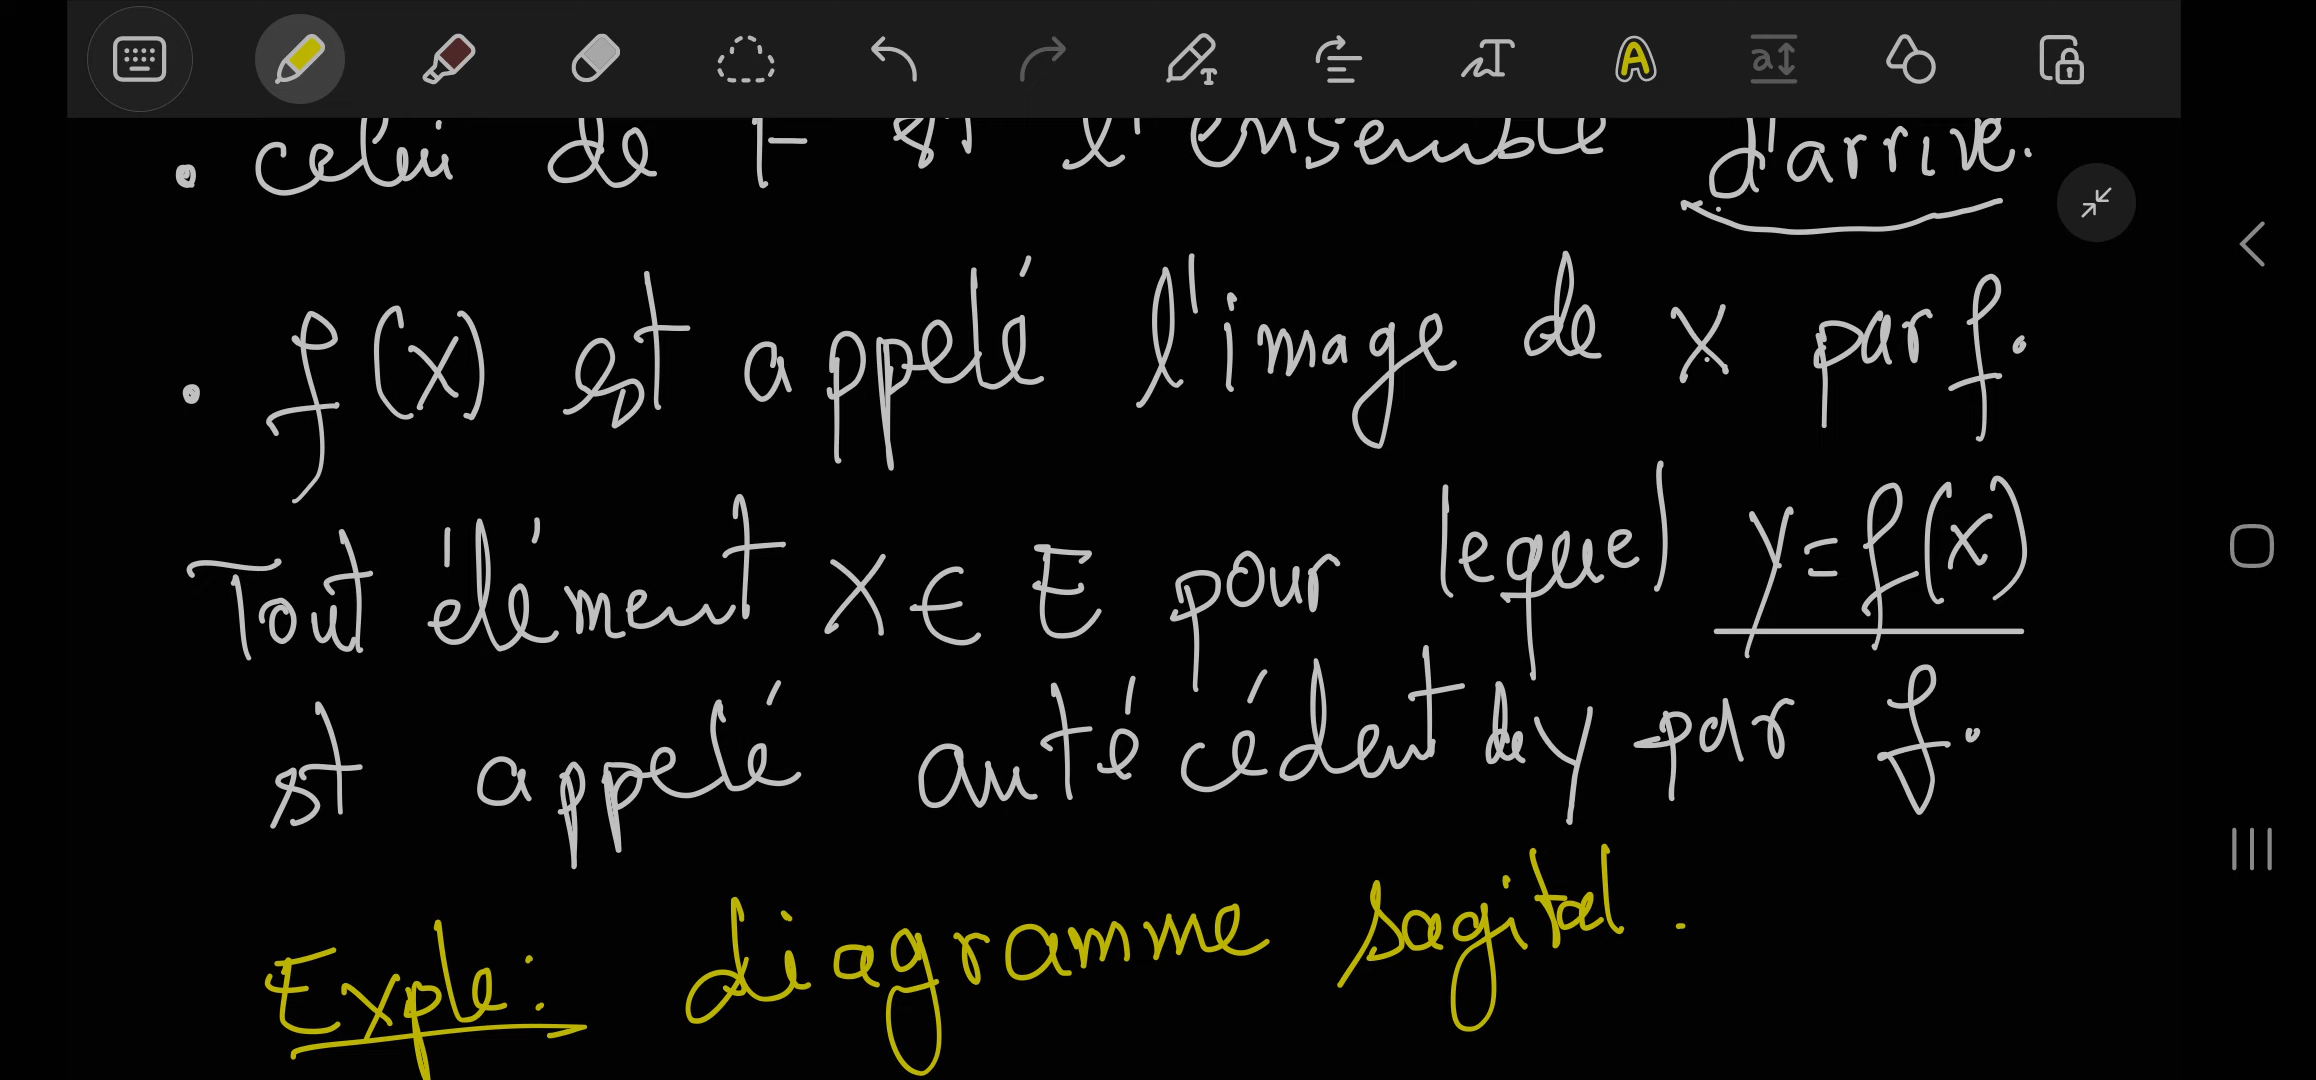 . celui de F est l'ensemble d'arrivé.
. f(x) est appelé l'image de x par f.
Tout élément x ∈ E pour lequel y = f(x)
est appelé antécédent de y par f.
Exple : diagramme sagital.